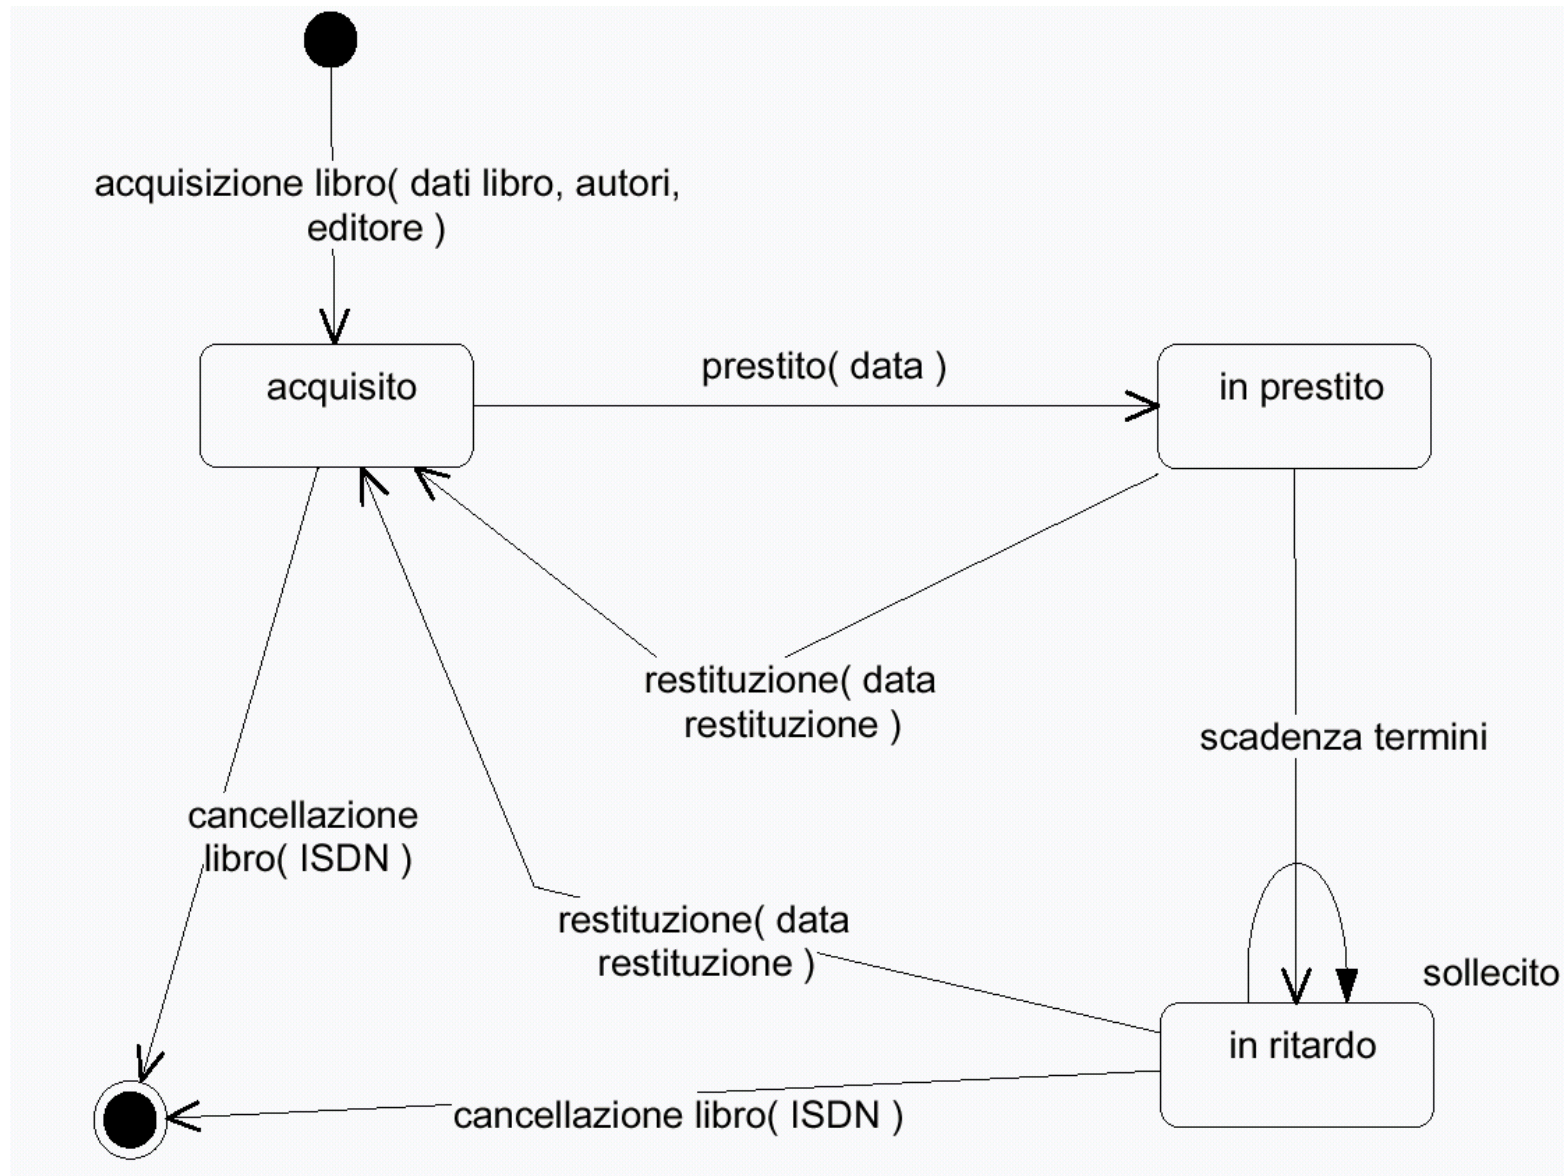 acquisizione libro( dati libro, autori,
editore )
acquisito
prestito( data )
in prestito
restituzione( data
restituzione )
scadenza termini
cancellazione
libro( ISDN )
restituzione( data
restituzione )
sollecito
in ritardo
cancellazione libro( ISDN )